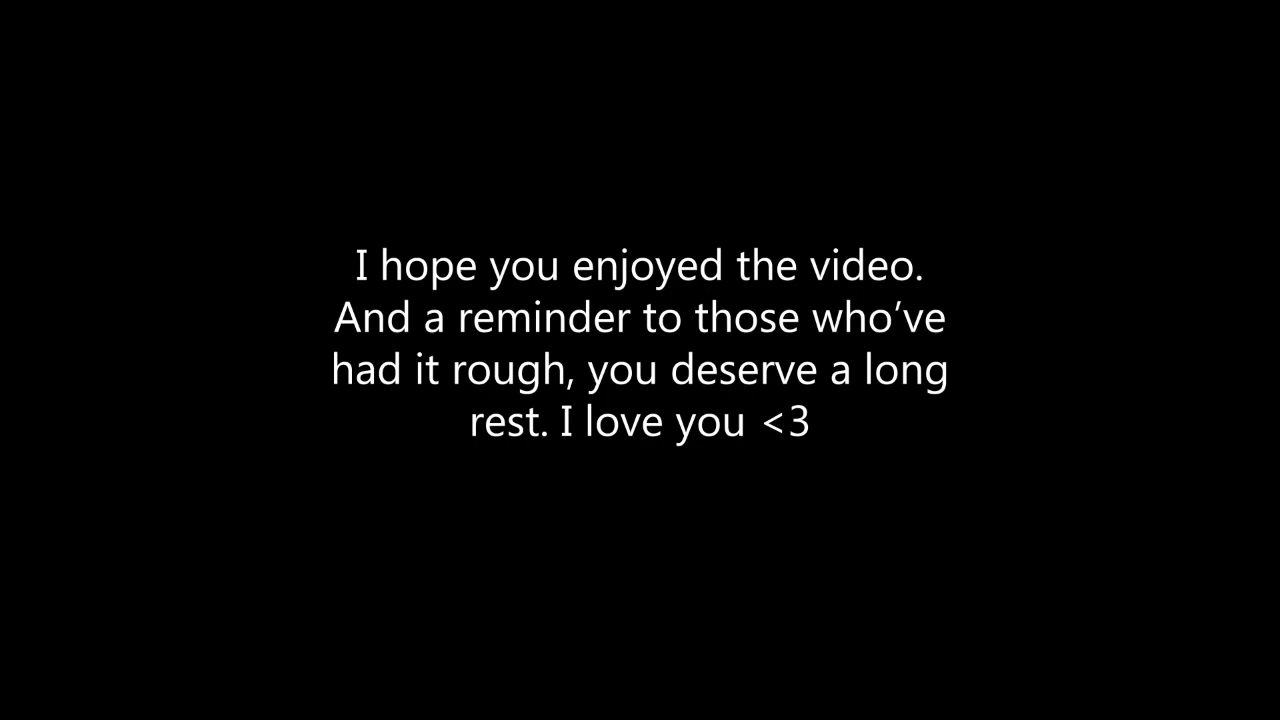 I hope you enjoyed the video.
And a reminder to those who’ve
had it rough, you deserve a long
rest. I love you <3